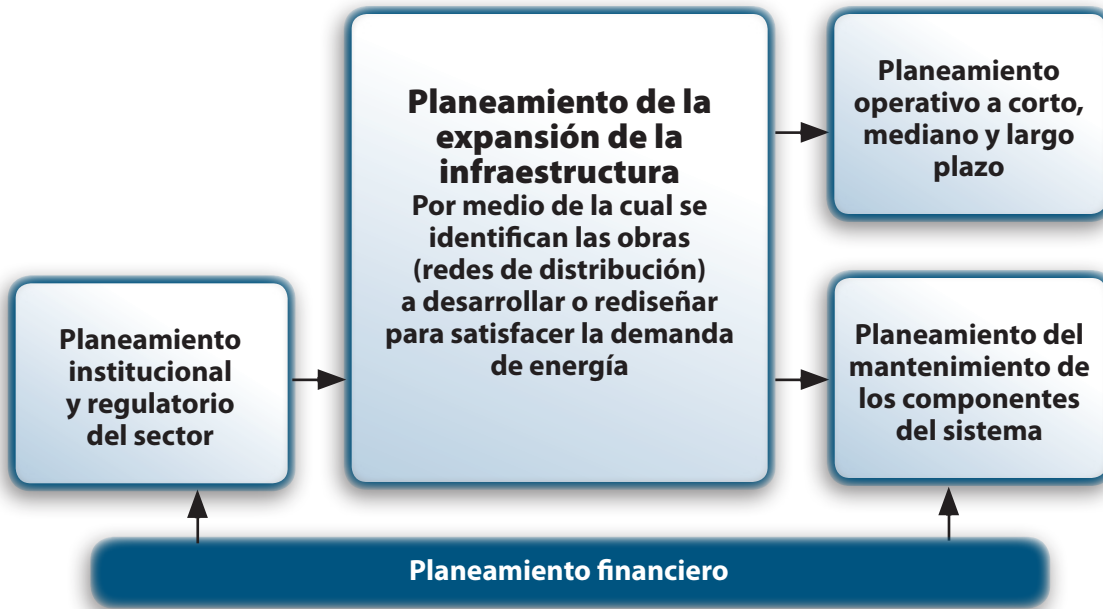 Planeamiento
institucional
y regulatorio
del sector
Planeamiento de la
expansión de la
infraestructura
Por medio de la cual se
identifican las obras
(redes de distribución)
a desarrollar o rediseñar
para satisfacer la demanda
de energía
Planeamiento
operativo a corto,
mediano y largo
plazo
Planeamiento del
mantenimiento de
los componentes
del sistema
Planeamiento financiero